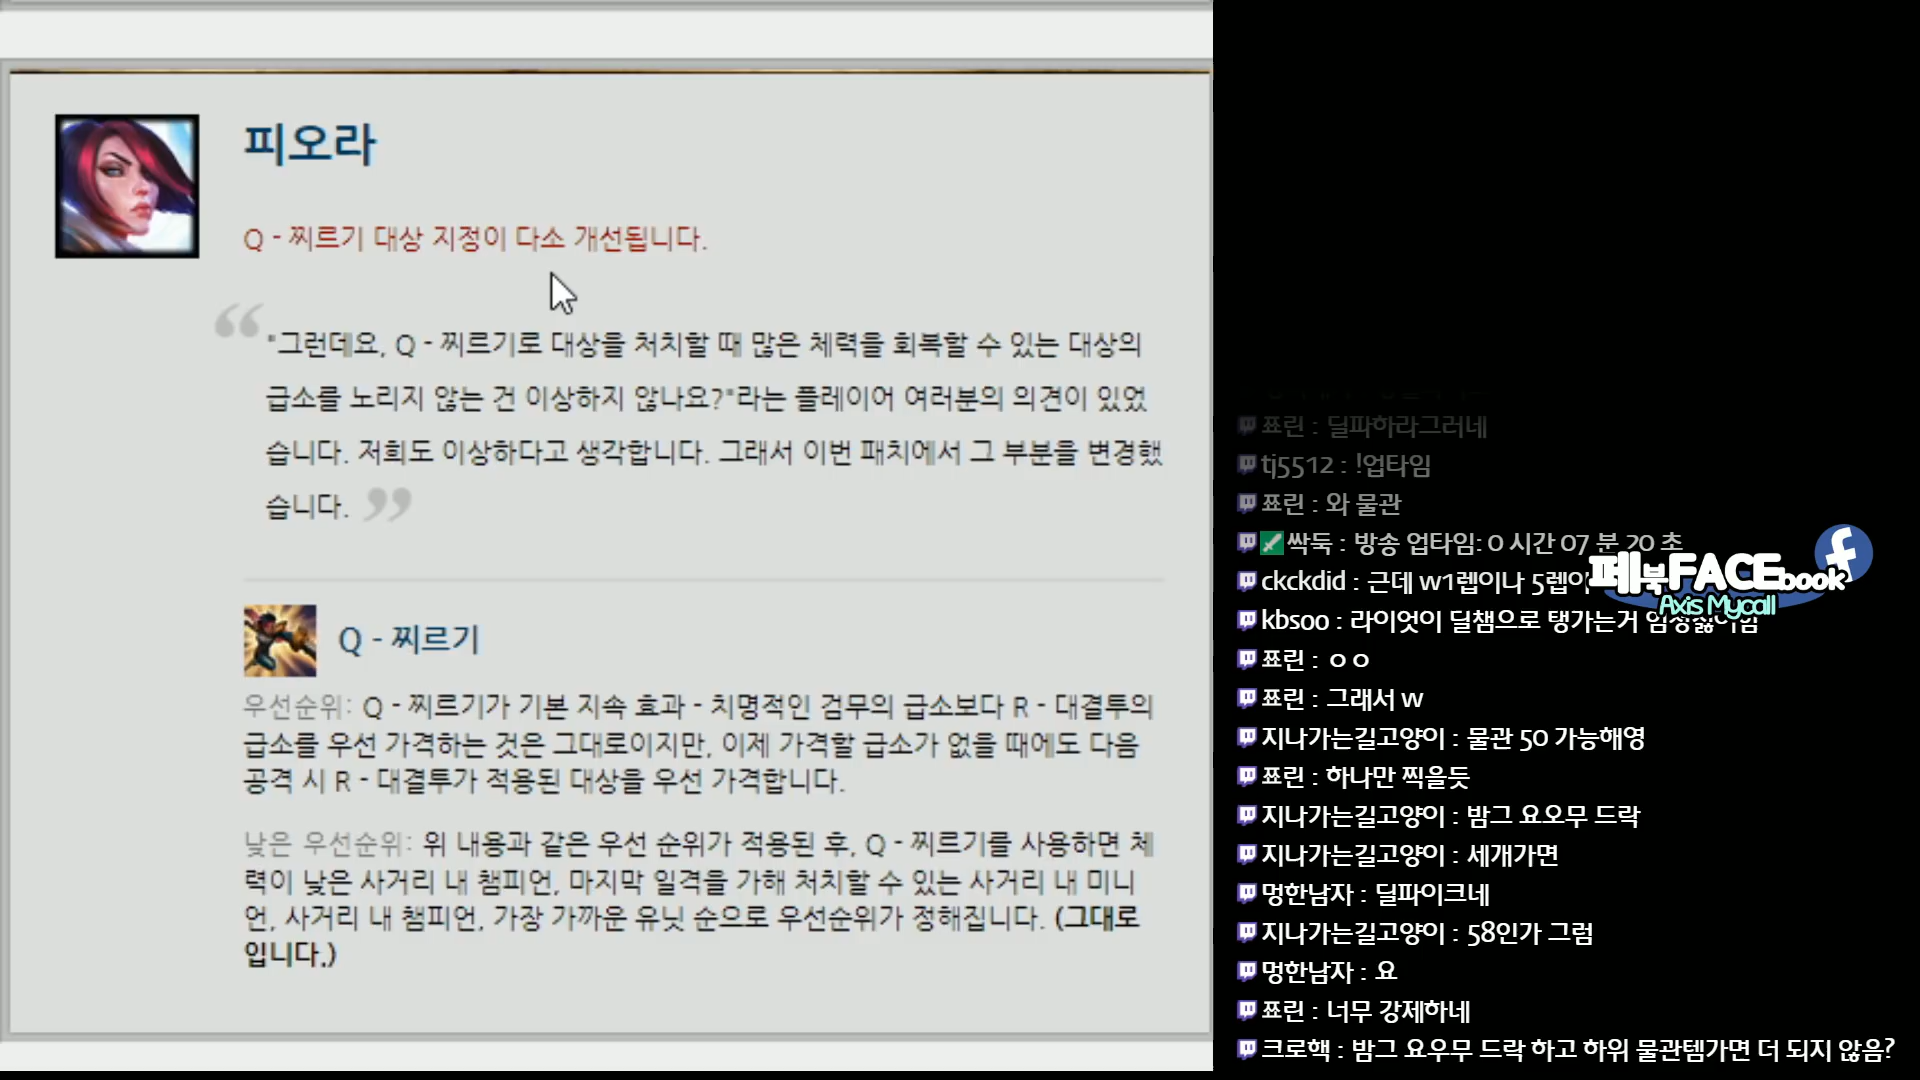 피오라
Q - 찌르기 대상 지정이 다소 개선됩니다.
"그런데요, Q - 찌르기로 대상을 처치할 때 많은 체력을 회복할 수 있는 대상의
급소를 노리지 않는 건 이상하지 않나요?"라는 플레이어 여러분의 의견이 있었
습니다. 저희도 이상하다고 생각합니다. 그래서 이번 패치에서 그 부분을 변경했
습니다.
Q - 찌르기
우선순위: Q - 찌르기가 기본 지속 효과 - 치명적인 검무의 급소보다 R - 대결투의
급소를 우선 가격하는 것은 그대로이지만, 이제 가격할 급소가 없을 때에도 다음
공격 시 R - 대결투가 적용된 대상을 우선 가격합니다.
낮은 우선순위: 위 내용과 같은 우선 순위가 적용된 후, Q - 찌르기를 사용하면 체
력이 낮은 사거리 내 챔피언, 마지막 일격을 가해 처치할 수 있는 사거리 내 미니
언, 사거리 내 챔피언, 가장 가까운 유닛 순으로 우선순위가 정해집니다. (그대로
입니다.)
표린 : 딜파하라그러네
tj5512 : !업타임
표린 : 와 물관
싹둑 : 방송 업타임: 0 시간 07 분 20 초
ckckdid : 근데 w1렙이나 5렙이
페북FACEbook
Axis Mycall
kbsoo : 라이엇이 딜챔으로 탱가는거
표린 : ㅇㅇ
표린 : 그래서 w
지나가는길고양이 : 물관 50 가능해영
표린 : 하나만 찍을듯
지나가는길고양이 : 밤그 요오무 드락
지나가는길고양이 : 세개가면
멍한남자 : 딜파이크네
지나가는길고양이 : 58인가 그럼
멍한남자 : 요
표린 : 너무 강제하네
크로핵 : 밤그 요우무 드락 하고 하위 물관템가면 더 되지 않음?